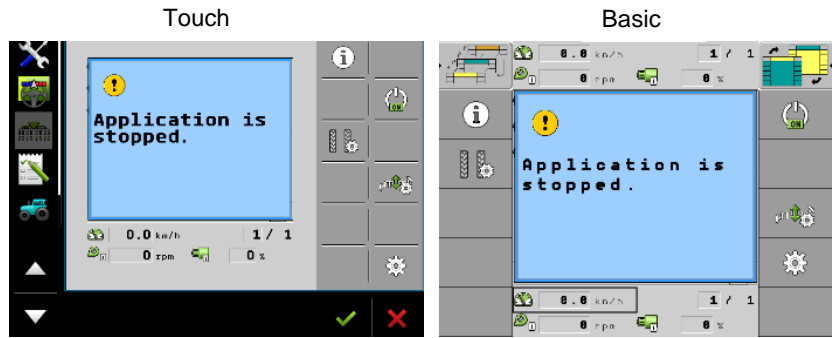 Touch
Basic
ON
Application is
stopped.
0.0 km/h 1 / 1
0 rpm 0 %
0.0 km/h 1 / 1
0 rpm 0 %
ON
Application is
stopped.
0.0 km/h 1 / 1
0 rpm 0 %